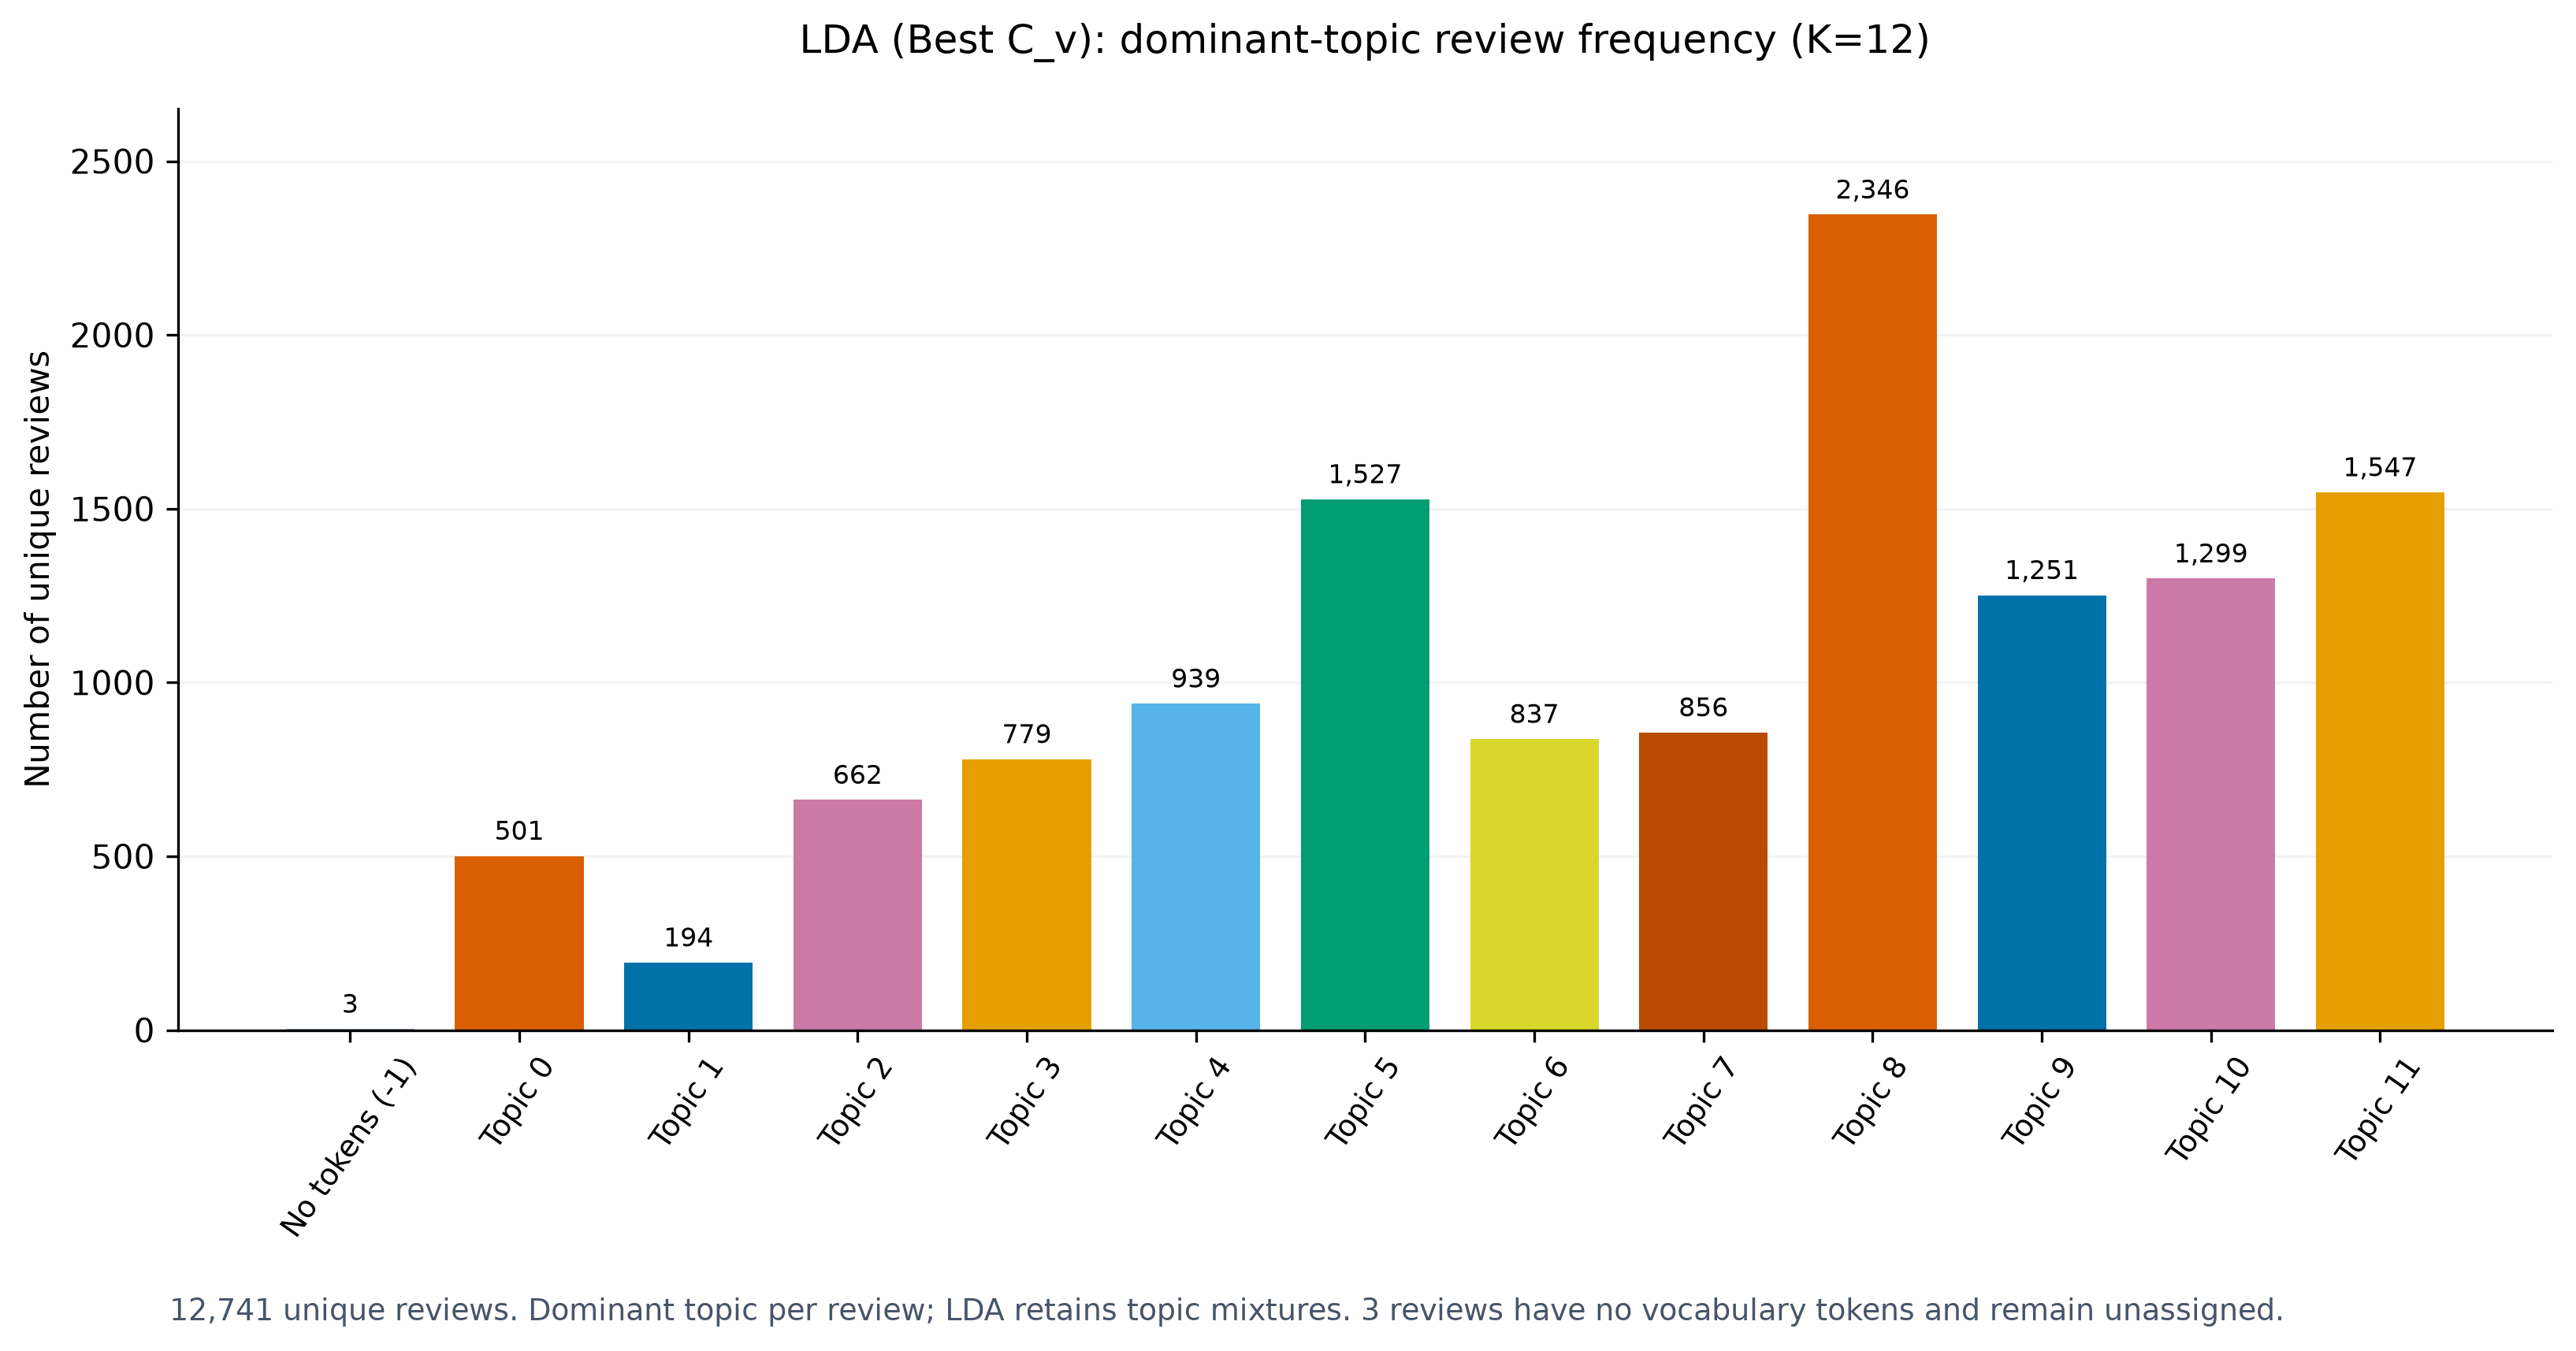 LDA (Best C_v): dominant-topic review frequency (K=12)
Number of unique reviews
2500
2000
1500
1000
500
0
3
501
194
662
779
939
1,527
837
856
2,346
1,251
1,299
1,547
No tokens (-1)
Topic 0
Topic 1
Topic 2
Topic 3
Topic 4
Topic 5
Topic 6
Topic 7
Topic 8
Topic 9
Topic 10
Topic 11
12,741 unique reviews. Dominant topic per review; LDA retains topic mixtures. 3 reviews have no vocabulary tokens and remain unassigned.